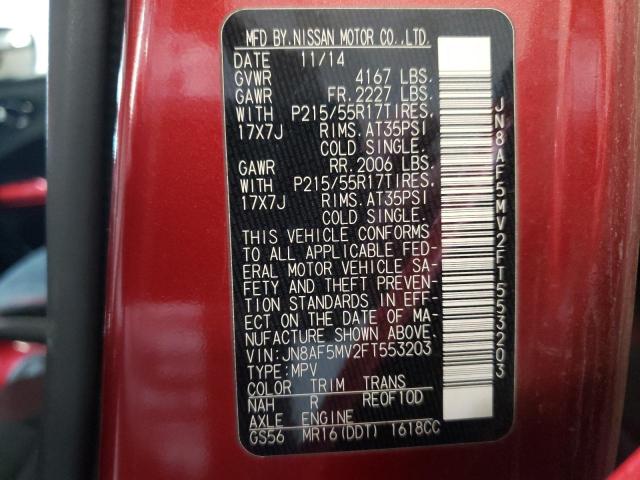 MFD BY.NISSAN MOTOR CO.,LTD.
DATE 11/14
GVWR 4167 LBS.
GAWR FR.2227 LBS.
WITH P215/55R17TIRES,
17X7J RIMS.AT35PSI
COLD SINGLE.
GAWR RR.2006 LBS.
WITH P215/55R17TIRES,
17X7J RIMS.AT35PSI
COLD SINGLE.
THIS VEHICLE CONFORMS
TO ALL APPLICABLE FED-
ERAL MOTOR VEHICLE SA-
FETY AND THEFT PREVEN-
TION STANDARDS IN EFF-
ECT ON THE DATE OF MA-
NUFACTURE SHOWN ABOVE.
VIN:JN8AF5MV2FT553203
TYPE:MPV
COLOR TRIM TRANS
NAH R RE0F10D
AXLE ENGINE
GS56 MR16(DDT) 1618CC
JN8AF5MV2FT553203